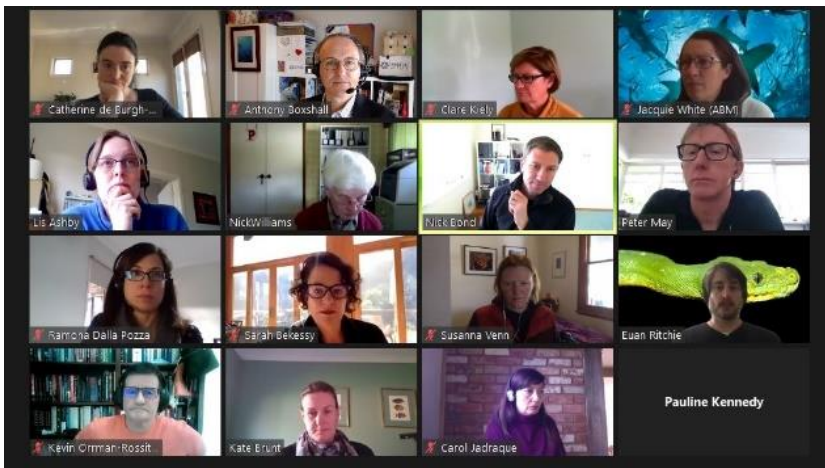 Catherine de Burgh-...
Anthony Boxshall
Clare Kiely
Jacquie White (ABM)
Lis Ashby
NickWilliams
Nick Bond
Peter May
Ramona Dalla Pozza
Sarah Bekessy
Susanna Venn
Euan Ritchie
Kevin Orrman-Rossit...
Kate Brunt
Carol Jadraque
Pauline Kennedy